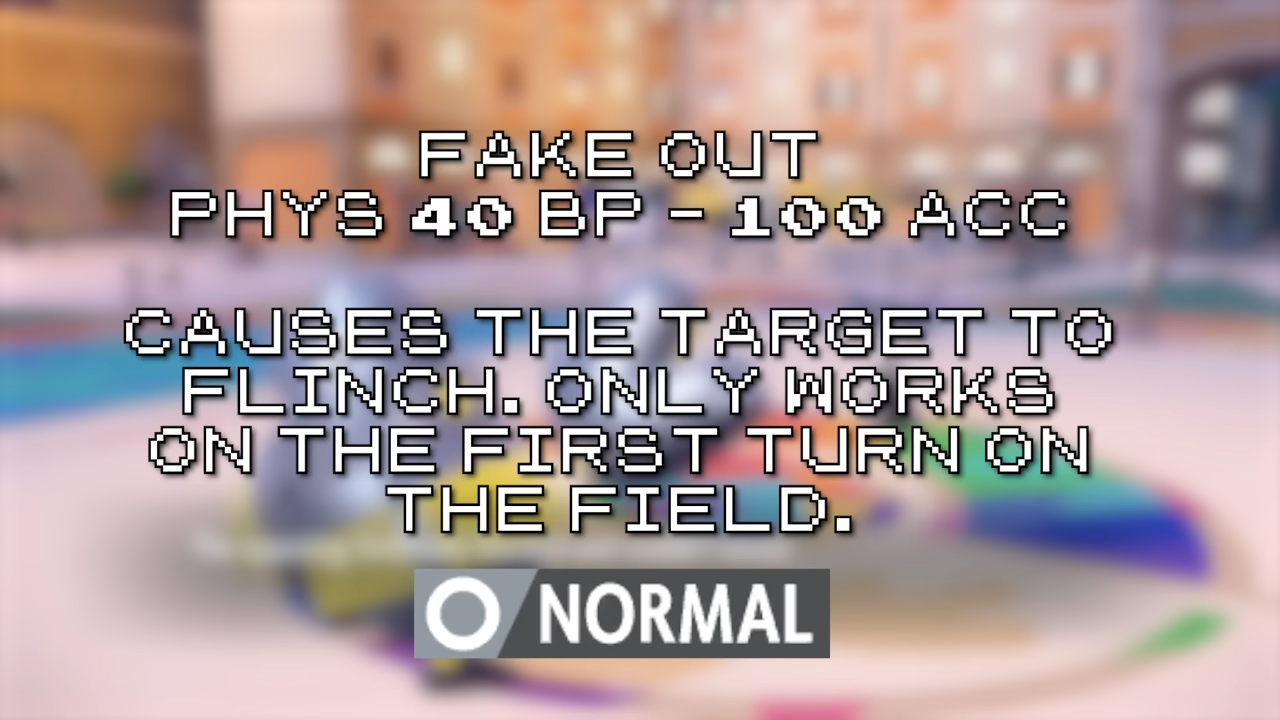 FAKE OUT
PHYS 40 BP - 100 ACC
CAUSES THE TARGET TO
FLINCH. ONLY WORKS
ON THE FIRST TURN ON
THE FIELD.
NORMAL